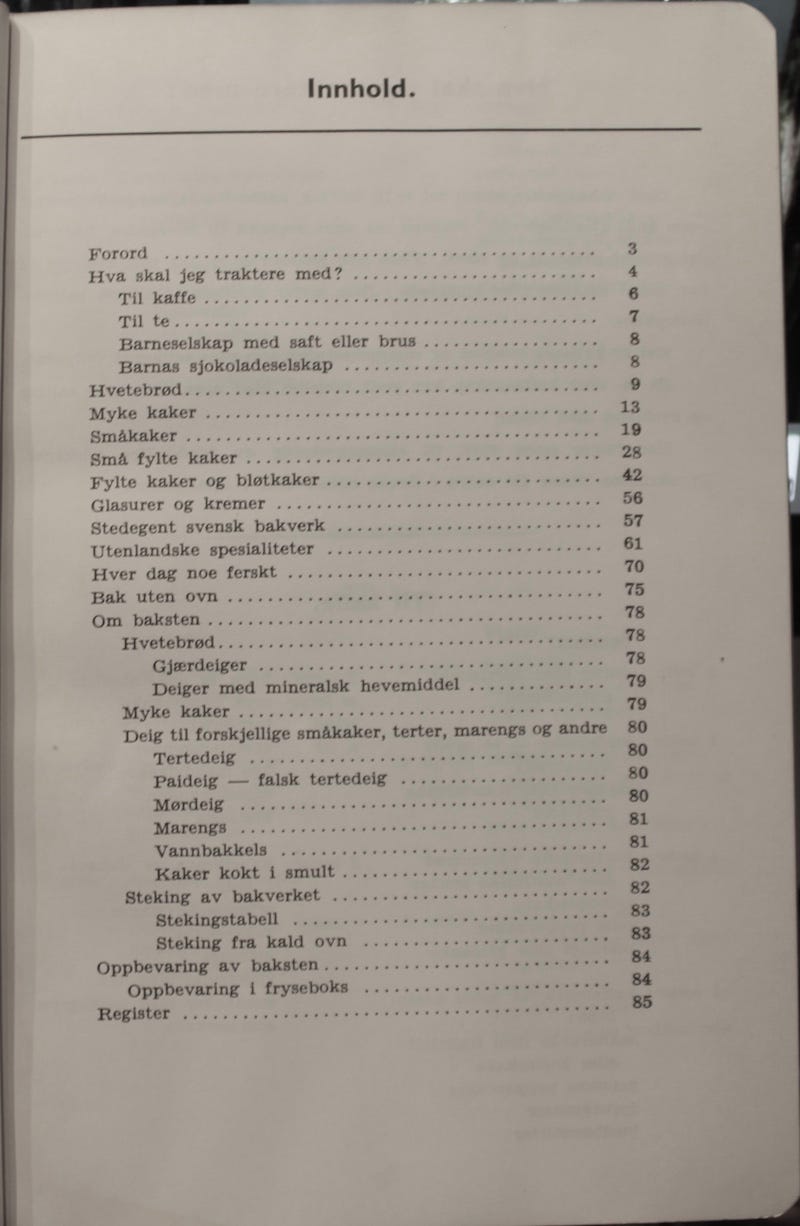 Innhold.
Forord ........................................... 3
Hva skal jeg traktere med? ......................... 4
Til kaffe ........................................ 6
Til te ........................................... 7
Barneselskap med saft eller brus .................. 8
Barnas sjokoladeselskap .......................... 8
Hvetebrød .......................................... 9
Myke kaker ........................................ 13
Småkaker .......................................... 19
Små fylte kaker .................................... 28
Fylte kaker og bløtkaker ............................ 42
Glasurer og kremer ................................. 56
Stedegent svensk bakverk ........................... 57
Utenlandske spesialiteter ............................ 61
Hver dag noe ferskt ................................ 70
Bak uten ovn ...................................... 75
Om baksten ........................................ 78
Hvetebrød ....................................... 78
Gjærdeiger ................................... 78
Deiger med mineralsk hevemiddel .............. 79
Myke kaker ..................................... 79
Deig til forskjellige småkaker, terter, marengs og andre 80
Tertedeig .................................... 80
Paideig — falsk tertedeig ..................... 80
Mørdeig ..................................... 80
Marengs ..................................... 81
Vannbakkels ................................. 81
Kaker kokt i smult ........................... 82
Steking av bakverket ............................ 82
Stekingstabell ................................ 83
Steking fra kald ovn ......................... 83
Oppbevaring av baksten ............................. 84
Oppbevaring i fryseboks ......................... 84
Register ........................................... 85